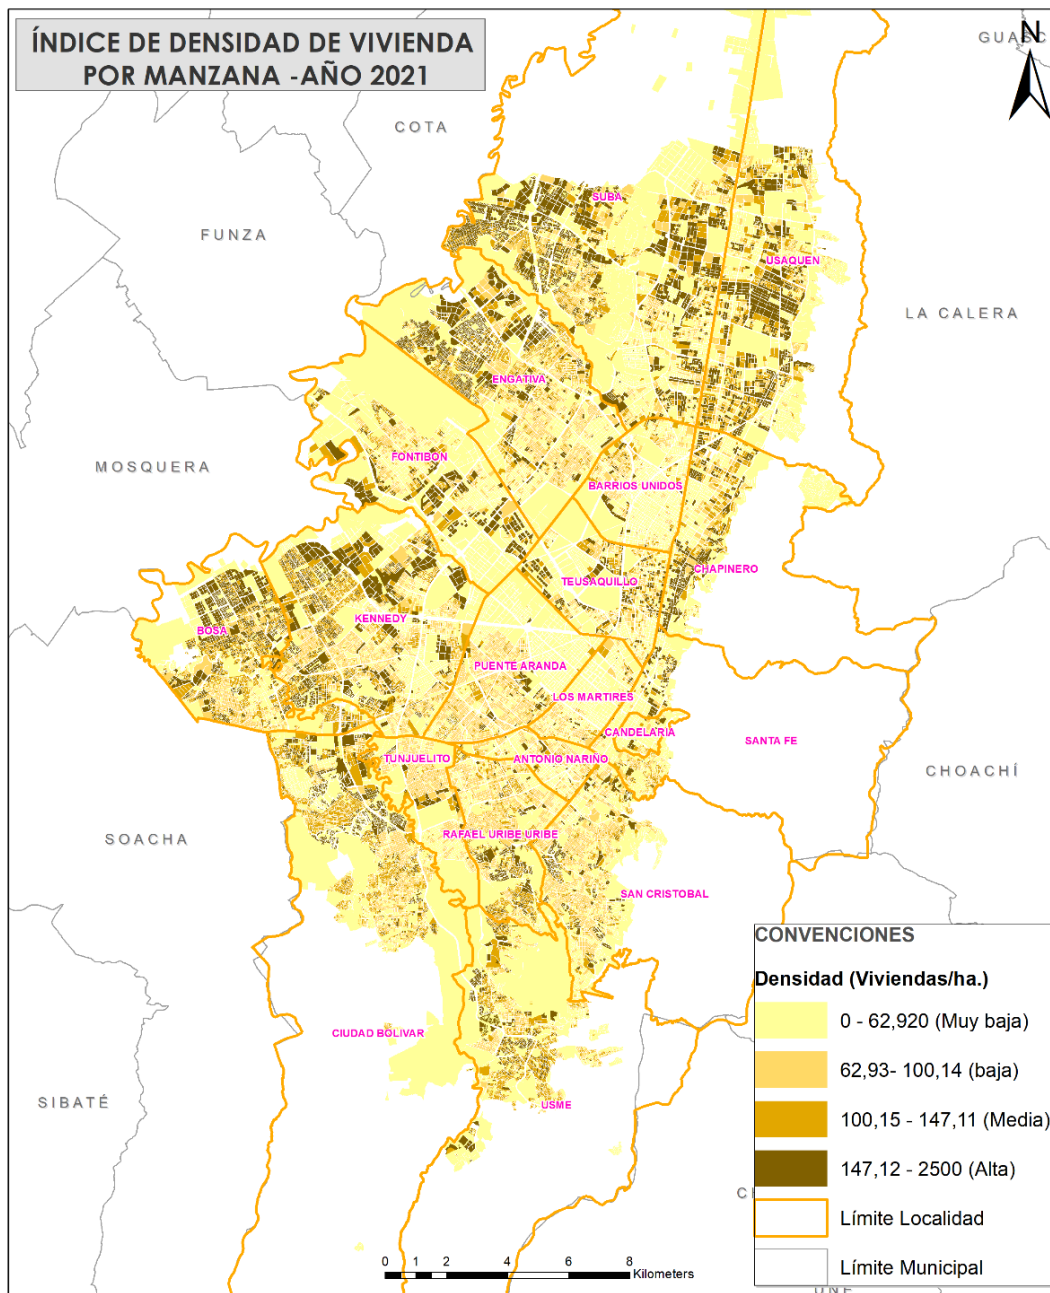 ÍNDICE DE DENSIDAD DE VIVIENDA
POR MANZANA -AÑO 2021
GUASC
N
COTA
SUBA
FUNZA
USAQUEN
LA CALERA
ENGATIVA
FONTIBON
MOSQUERA
BARRIOS UNIDOS
CHAPINERO
TEUSAQUILLO
KENNEDY
BOSA
PUENTE ARANDA
LOS MARTIRES
CANDELARIA
SANTA FE
TUNJUELITO
ANTONIO NARIÑO
CHOACHÍ
SOACHA
RAFAEL URIBE URIBE
SAN CRISTOBAL
CIUDAD BOLIVAR
SIBATÉ
USME
CONVENCIONES
Densidad (Viviendas/ha.)
0 - 62,920 (Muy baja)
62,93- 100,14 (baja)
100,15 - 147,11 (Media)
147,12 - 2500 (Alta)
Límite Localidad
Límite Municipal
0 1 2 4 6 8
Kilometers